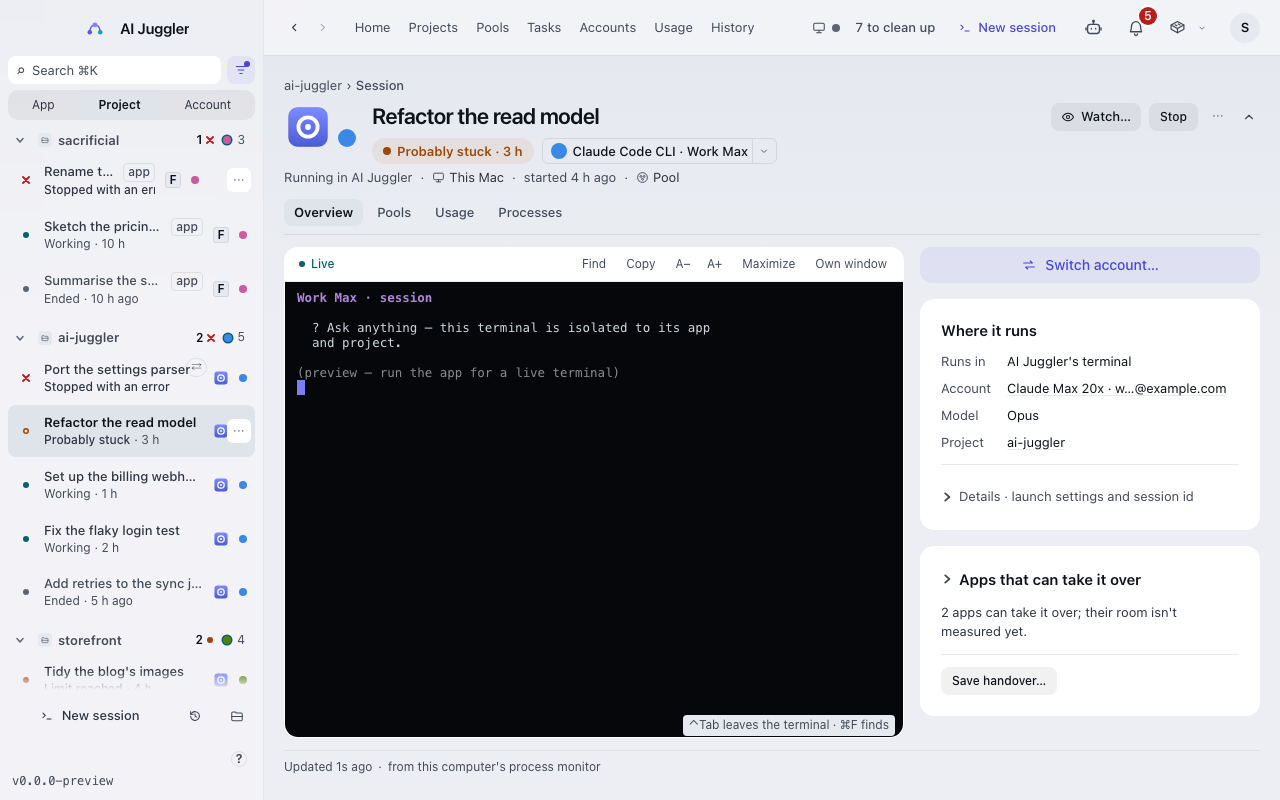 AI Juggler
Search ⌘K
App Project Account
sacrificial 1 3
Rename t... app F
Stopped with an err
Sketch the pricin... app F
Working · 10 h
Summarise the s... app F
Ended · 10 h ago
ai-juggler 2 5
Port the settings parser
Stopped with an error
Refactor the read model
Probably stuck · 3 h
Set up the billing webh...
Working · 1 h
Fix the flaky login test
Working · 2 h
Add retries to the sync j...
Ended · 5 h ago
storefront 2 4
Tidy the blog's images
Limit reached · 4 h
New session
?
v0.0.0-preview
Home Projects Pools Tasks Accounts Usage History
7 to clean up
New session
5
S
ai-juggler › Session
Refactor the read model
Watch... Stop ...
Probably stuck · 3 h
Claude Code CLI · Work Max
Running in AI Juggler · This Mac · started 4 h ago · Pool
Overview Pools Usage Processes
Live Find Copy A– A+ Maximize Own window
Work Max · session
? Ask anything — this terminal is isolated to its app
and project.
(preview — run the app for a live terminal)
^Tab leaves the terminal · ⌘F finds
Switch account...
Where it runs
Runs in AI Juggler's terminal
Account Claude Max 20x · w...@example.com
Model Opus
Project ai-juggler
Details · launch settings and session id
Apps that can take it over
2 apps can take it over; their room isn't
measured yet.
Save handover...
Updated 1s ago · from this computer's process monitor